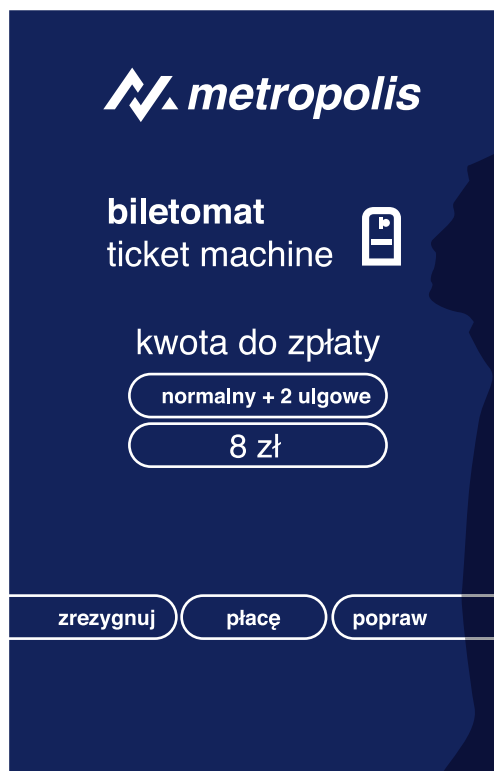 metropolis
biletomat
ticket machine
kwota do zpłaty
normalny + 2 ulgowe
8 zł
zrezygnuj płacę popraw